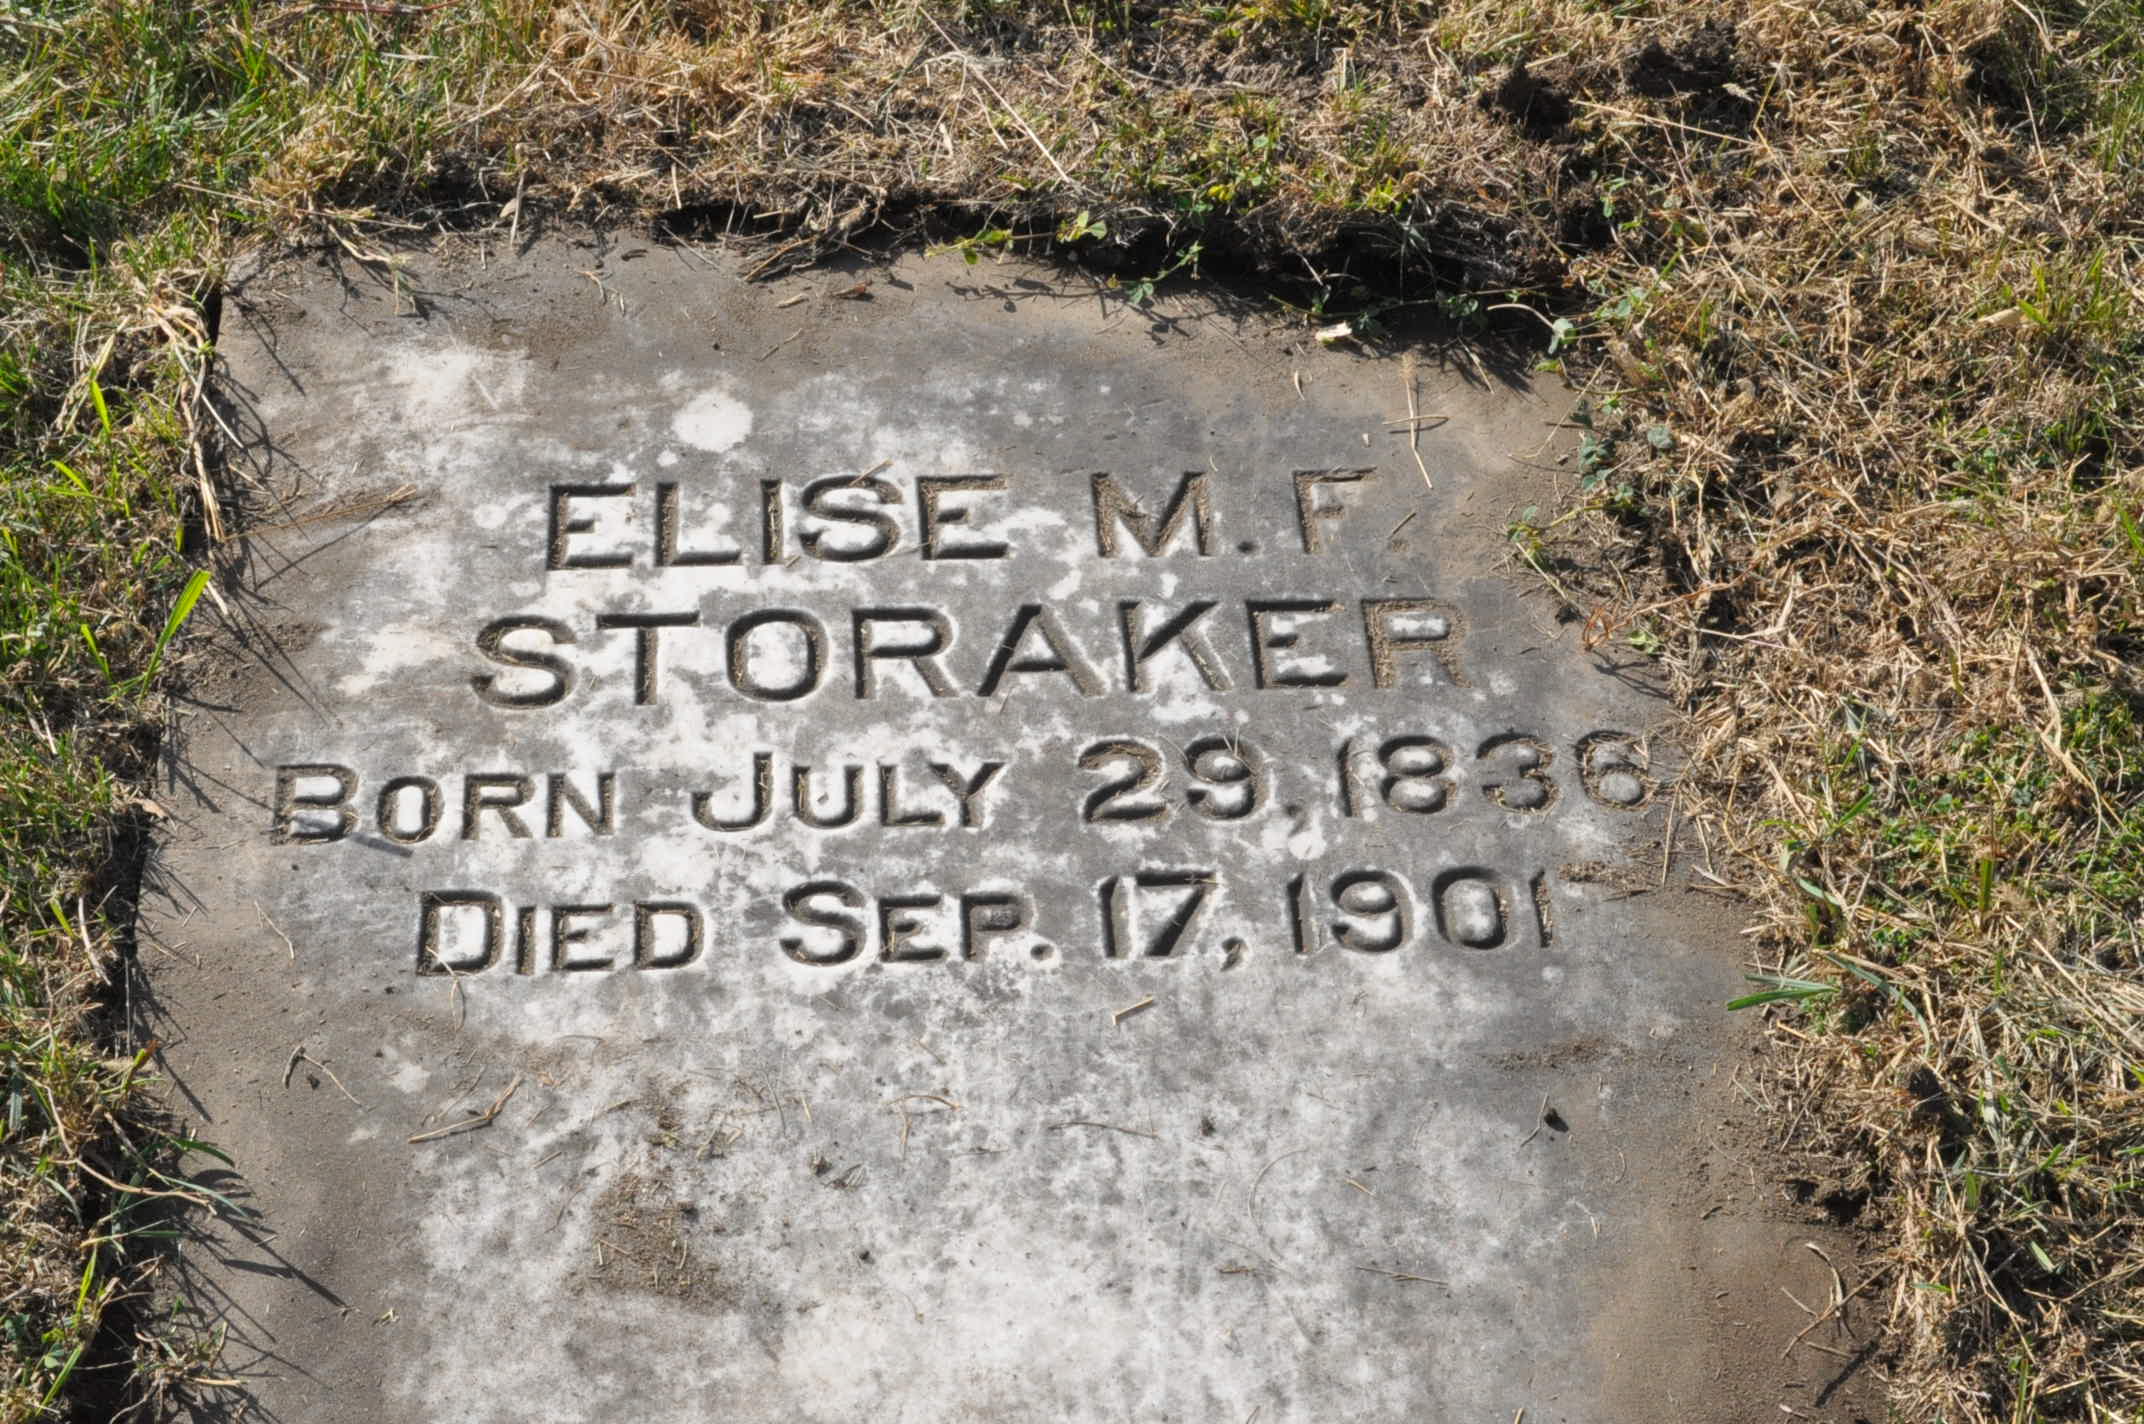 ELISE M. F.
STORAKER
BORN JULY 29, 1836
DIED SEP. 17, 1901